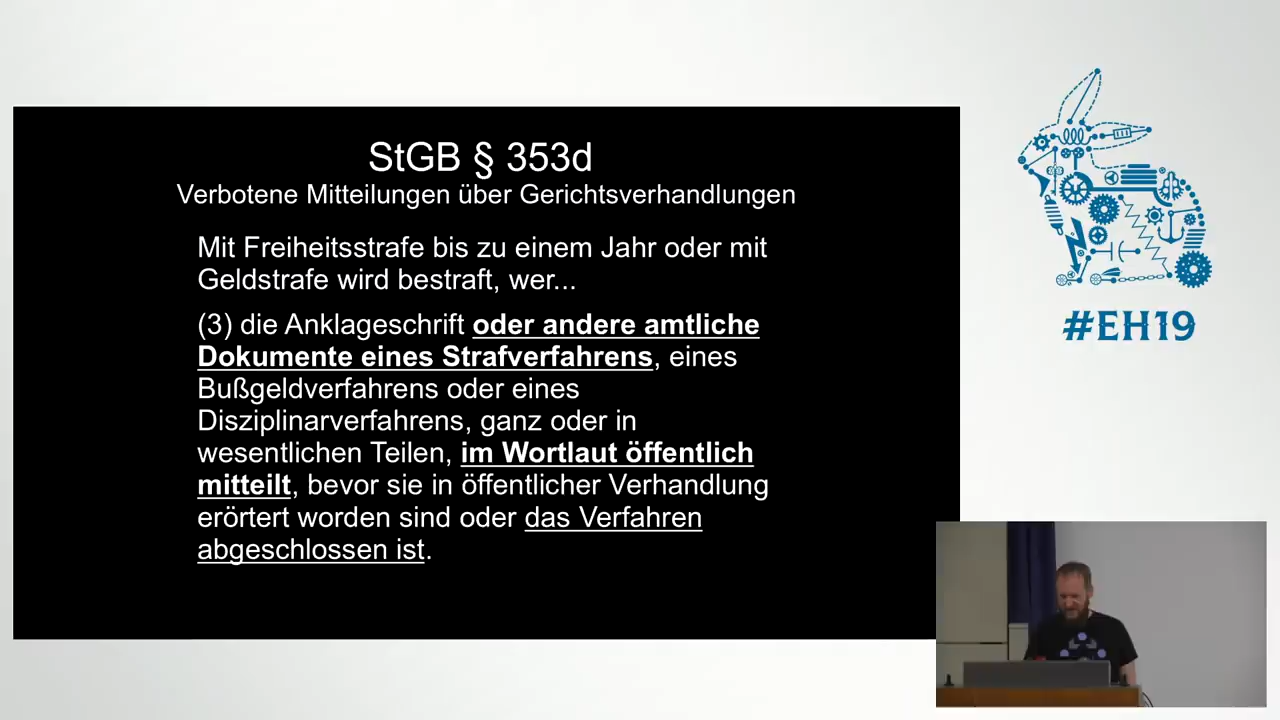 StGB § 353d
Verbotene Mitteilungen über Gerichtsverhandlungen
Mit Freiheitsstrafe bis zu einem Jahr oder mit
Geldstrafe wird bestraft, wer...
(3) die Anklageschrift oder andere amtliche
Dokumente eines Strafverfahrens, eines
Bußgeldverfahrens oder eines
Disziplinarverfahrens, ganz oder in
wesentlichen Teilen, im Wortlaut öffentlich
mitteilt, bevor sie in öffentlicher Verhandlung
erörtert worden sind oder das Verfahren
abgeschlossen ist.
#EH19